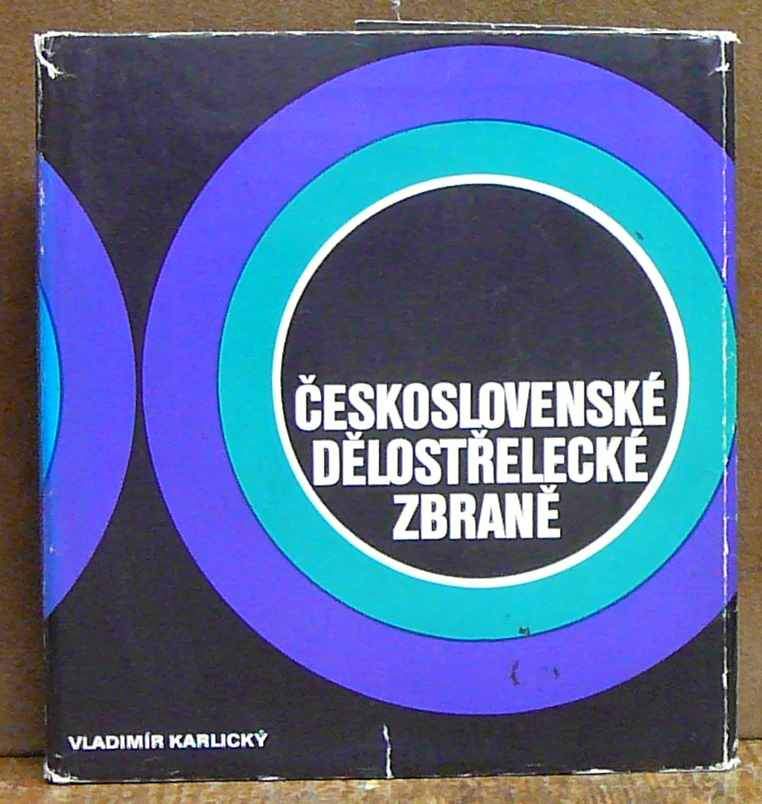 ČESKOSLOVENSKÉ
DĚLOSTŘELECKÉ
ZBRANĚ
VLADIMÍR KARLICKÝ